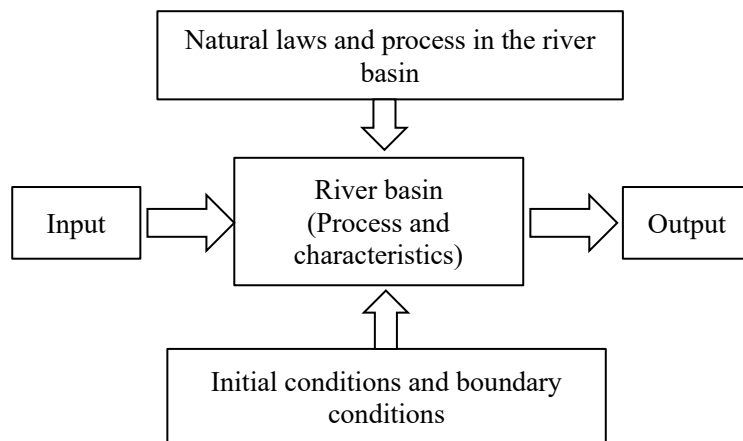 Natural laws and process in the river
basin
Input
River basin
(Process and
characteristics)
Output
Initial conditions and boundary
conditions